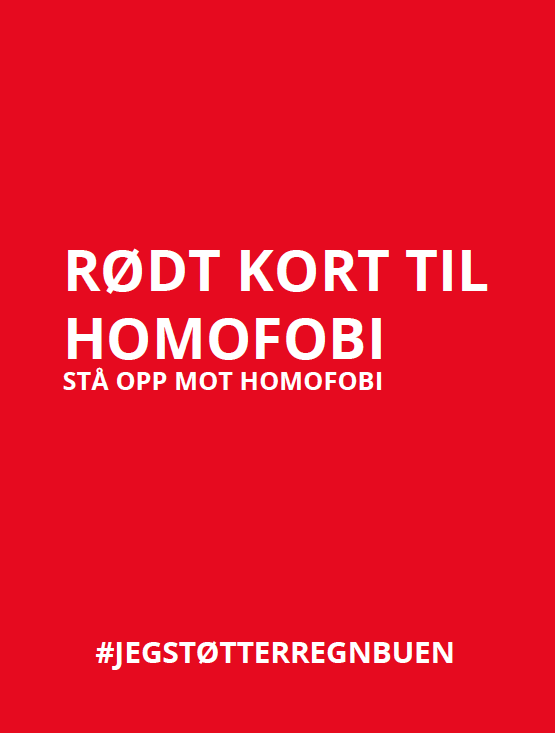 RØDT KORT TIL
HOMOFOBI
STÅ OPP MOT HOMOFOBI
#JEGSTØTTERREGNBUEN